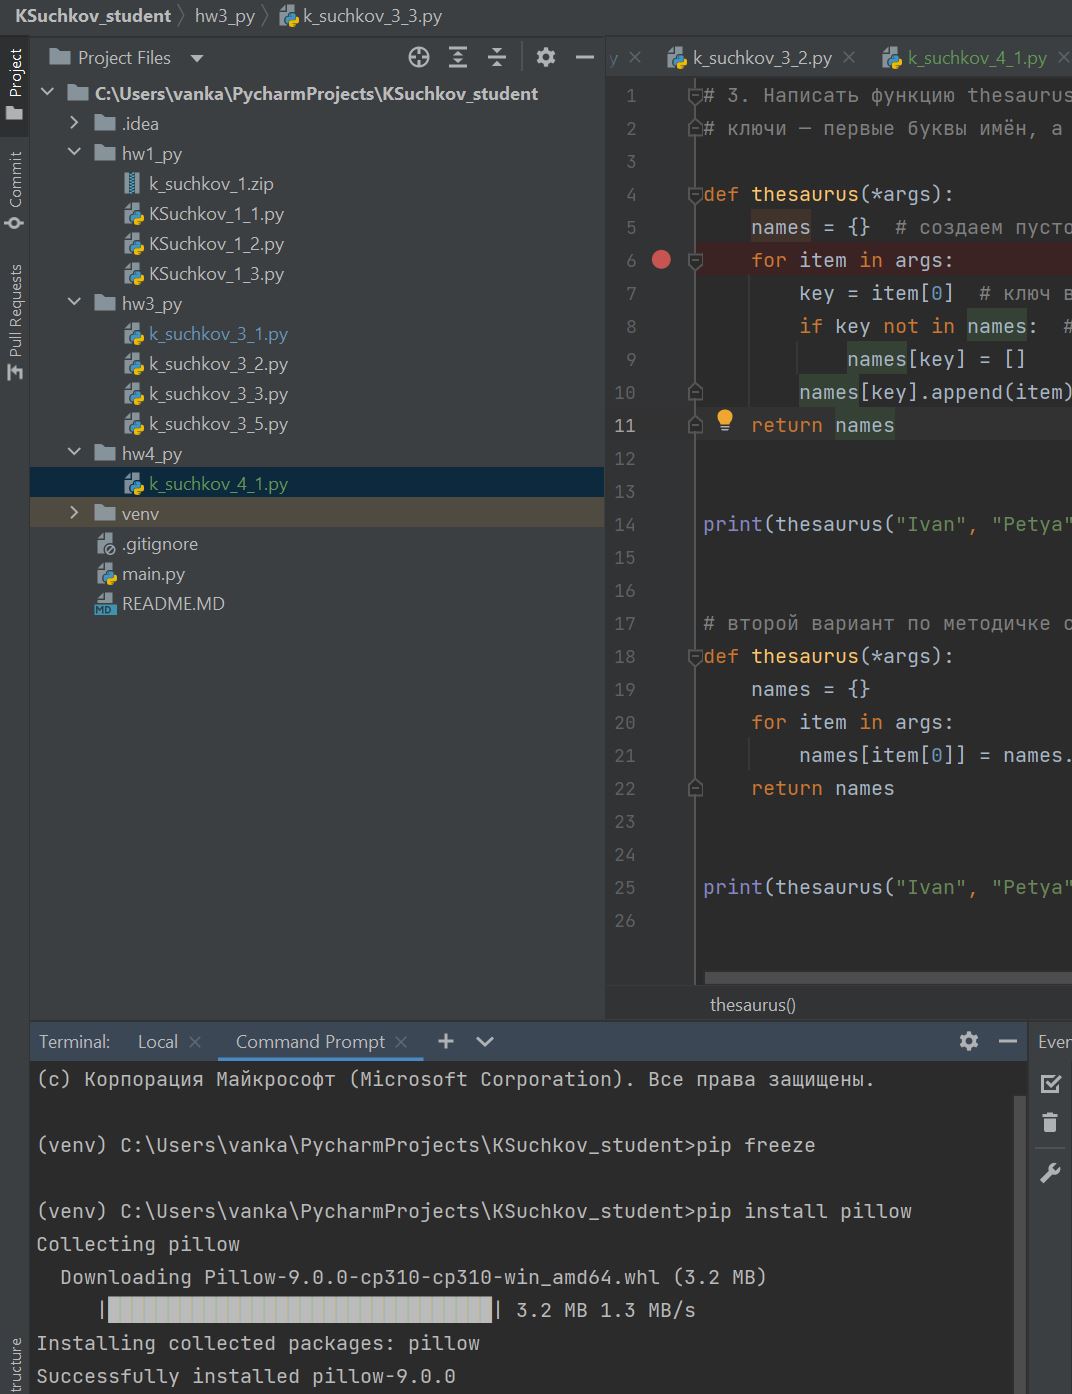 KSuchkov_student hw3_py k_suchkov_3_3.py
Project
Commit
Pull Requests
Project Files
C:\Users\vanka\PycharmProjects\KSuchkov_student
.idea
hw1_py
k_suchkov_1.zip
KSuchkov_1_1.py
KSuchkov_1_2.py
KSuchkov_1_3.py
hw3_py
k_suchkov_3_1.py
k_suchkov_3_2.py
k_suchkov_3_3.py
k_suchkov_3_5.py
hw4_py
k_suchkov_4_1.py
venv
.gitignore
main.py
MD README.MD
y k_suchkov_3_2.py k_suchkov_4_1.py
1 # 3. Написать функцию thesaurus
2 # ключи — первые буквы имён, а
3
4 def thesaurus(*args):
5 names = {}  # создаем пусто
6 for item in args:
7 key = item[0]  # ключ в
8 if key not in names:  #
9 names[key] = []
10 names[key].append(item)
11 return names
12
13
14 print(thesaurus("Ivan", "Petya"
15
16
17 # второй вариант по методичке с
18 def thesaurus(*args):
19 names = {}
20 for item in args:
21 names[item[0]] = names.
22 return names
23
24
25 print(thesaurus("Ivan", "Petya"
26
thesaurus()
Terminal: Local Command Prompt
Even
(c) Корпорация Майкрософт (Microsoft Corporation). Все права защищены.
(venv) C:\Users\vanka\PycharmProjects\KSuchkov_student>pip freeze
(venv) C:\Users\vanka\PycharmProjects\KSuchkov_student>pip install pillow
Collecting pillow
Downloading Pillow-9.0.0-cp310-cp310-win_amd64.whl (3.2 MB)
|████████████████████████████████| 3.2 MB 1.3 MB/s
Installing collected packages: pillow
Successfully installed pillow-9.0.0
tructure